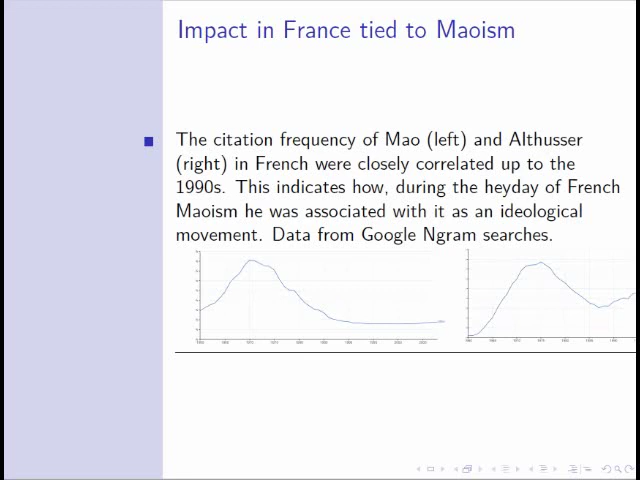 Impact in France tied to Maoism
The citation frequency of Mao (left) and Althusser
(right) in French were closely correlated up to the
1990s. This indicates how, during the heyday of French
Maoism he was associated with it as an ideological
movement. Data from Google Ngram searches.